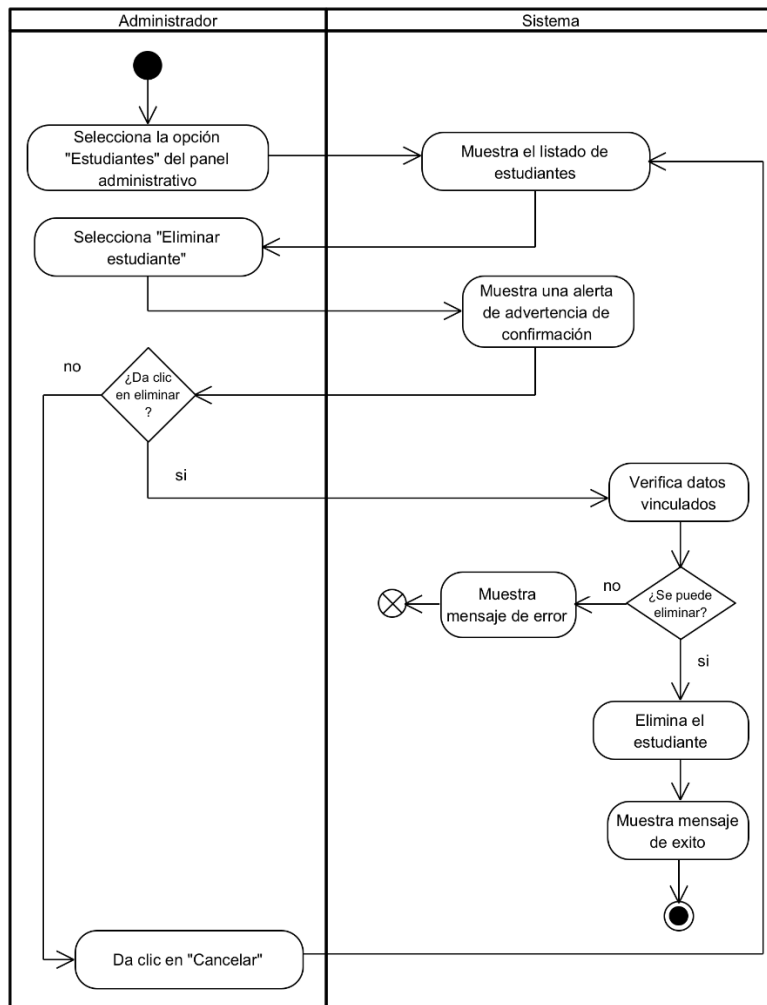 Administrador
Sistema
Selecciona la opción
"Estudiantes" del panel
administrativo
Muestra el listado de
estudiantes
Selecciona "Eliminar
estudiante"
Muestra una alerta
de advertencia de
confirmación
no
¿Da clic
en eliminar
?
si
Verifica datos
vinculados
¿Se puede
eliminar?
no
Muestra
mensaje de error
si
Elimina el
estudiante
Muestra mensaje
de exito
Da clic en "Cancelar"